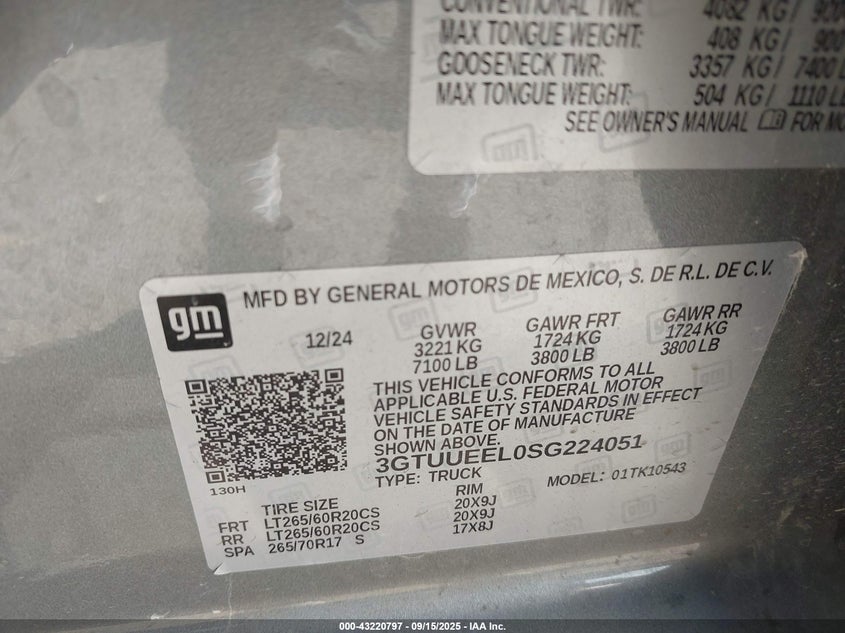 CONVENTIONAL TWR: 4082 KG/ 900
MAX TONGUE WEIGHT: 408 KG/ 900
GOOSENECK TWR: 3357 KG/ 7400 L
MAX TONGUE WEIGHT: 504 KG/ 1110 LB
SEE OWNER'S MANUAL FOR MO
gm
MFD BY GENERAL MOTORS DE MEXICO, S. DE R.L. DE C.V.
12/24 GVWR GAWR FRT GAWR RR
3221 KG 1724 KG 1724 KG
7100 LB 3800 LB 3800 LB
THIS VEHICLE CONFORMS TO ALL
APPLICABLE U.S. FEDERAL MOTOR
VEHICLE SAFETY STANDARDS IN EFFECT
ON THE DATE OF MANUFACTURE
SHOWN ABOVE.
3GTUUEEL0SG224051
TYPE: TRUCK MODEL: 01TK10543
130H
TIRE SIZE RIM
FRT LT265/60R20CS 20X9J
RR LT265/60R20CS 20X9J
SPA 265/70R17 S 17X8J
000-43220797 - 09/15/2025 - IAA Inc.